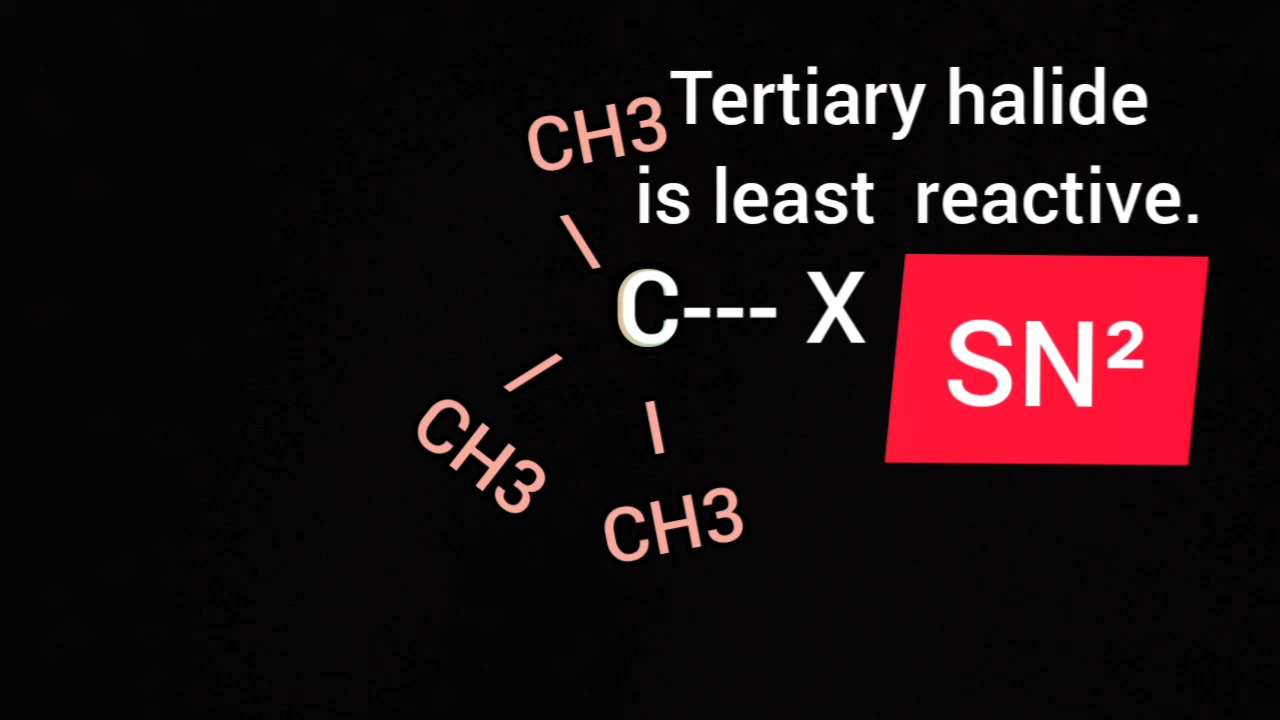 Tertiary halide
is least reactive.
CH3
C--- X
SN²
CH3
CH3